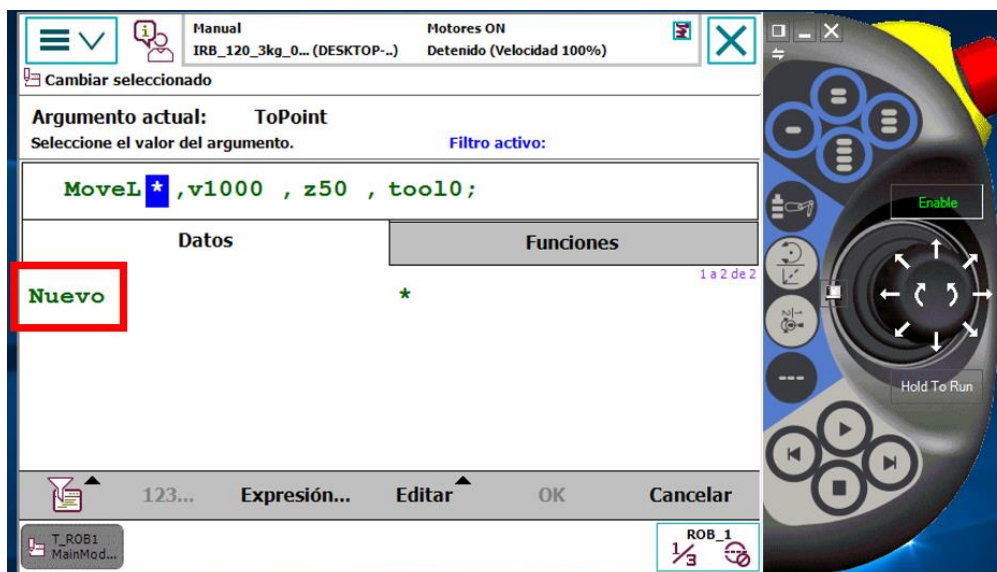 Manual
IRB_120_3kg_0... (DESKTOP-..)
Motores ON
Detenido (Velocidad 100%)
Cambiar seleccionado
Argumento actual: ToPoint
Seleccione el valor del argumento. Filtro activo:
MoveL * ,v1000 , z50 , tool0;
Datos Funciones
1 a 2 de 2
Nuevo *
123... Expresión... Editar OK Cancelar
T_ROB1
MainMod...
ROB_1
1/3
Enable
Hold To Run